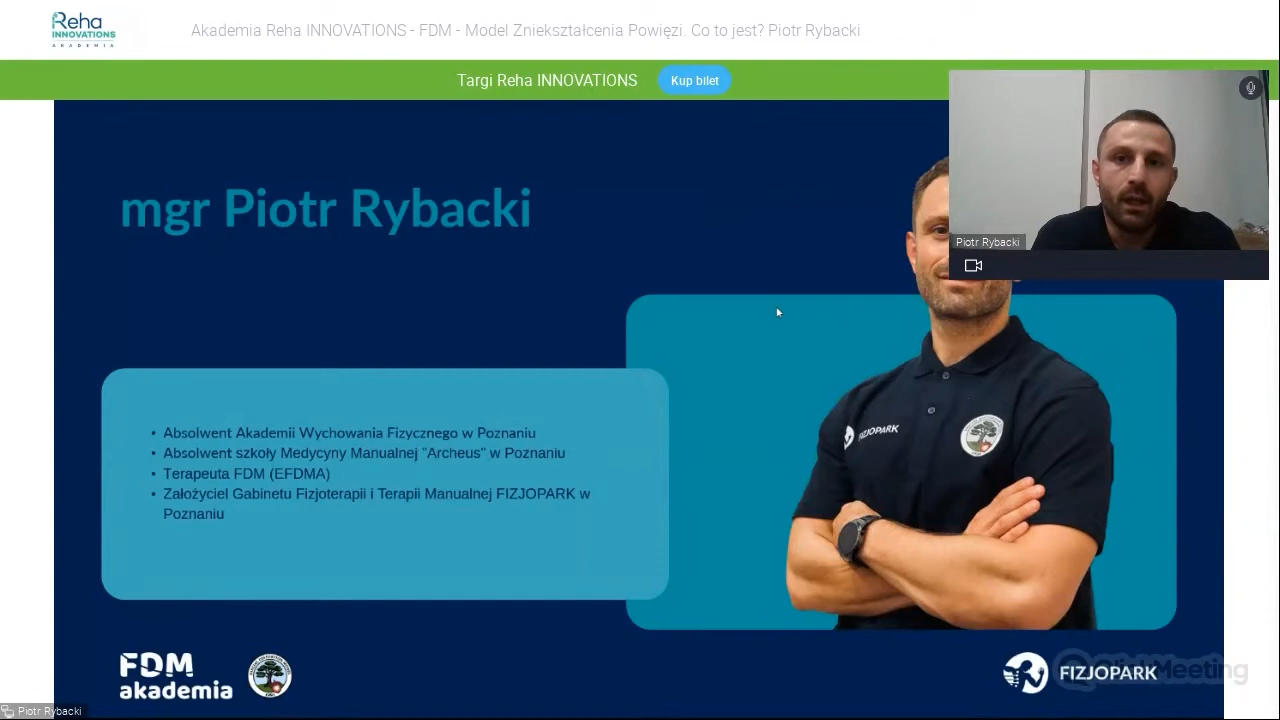 Reha
INNOVATIONS
AKADEMIA
Akademia Reha INNOVATIONS - FDM - Model Zniekształcenia Powięzi. Co to jest? Piotr Rybacki
Targi Reha INNOVATIONS
Kup bilet
mgr Piotr Rybacki
Piotr Rybacki
• Absolwent Akademii Wychowania Fizycznego w Poznaniu
• Absolwent szkoły Medycyny Manualnej "Archeus" w Poznaniu
• Terapeuta FDM (EFDMA)
• Założyciel Gabinetu Fizjoterapii i Terapii Manualnej FIZJOPARK w
Poznaniu
FIZJOPARK
FDM
akademia
FIZJOPARK
ClickMeeting
Piotr Rybacki